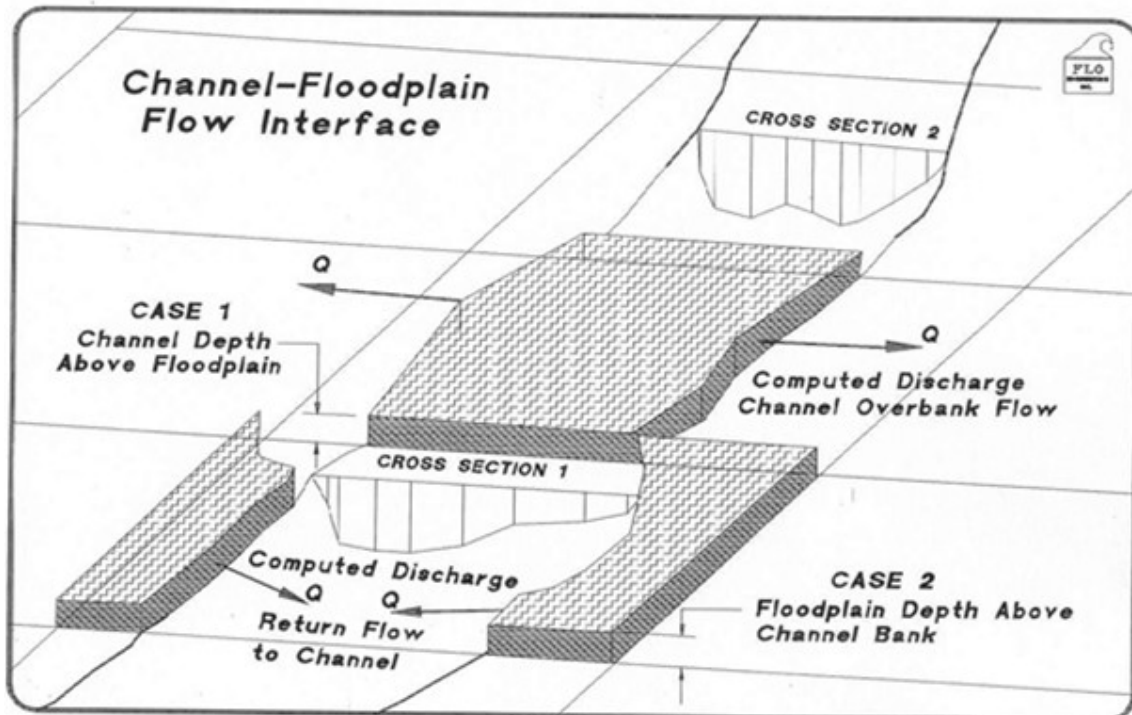 Channel-Floodplain
Flow Interface
FLO
CROSS SECTION 2
Q
CASE 1
Channel Depth
Above Floodplain
Q
Computed Discharge
Channel Overbank Flow
CROSS SECTION 1
Computed Discharge
Q
Q
Return Flow
to Channel
CASE 2
Floodplain Depth Above
Channel Bank